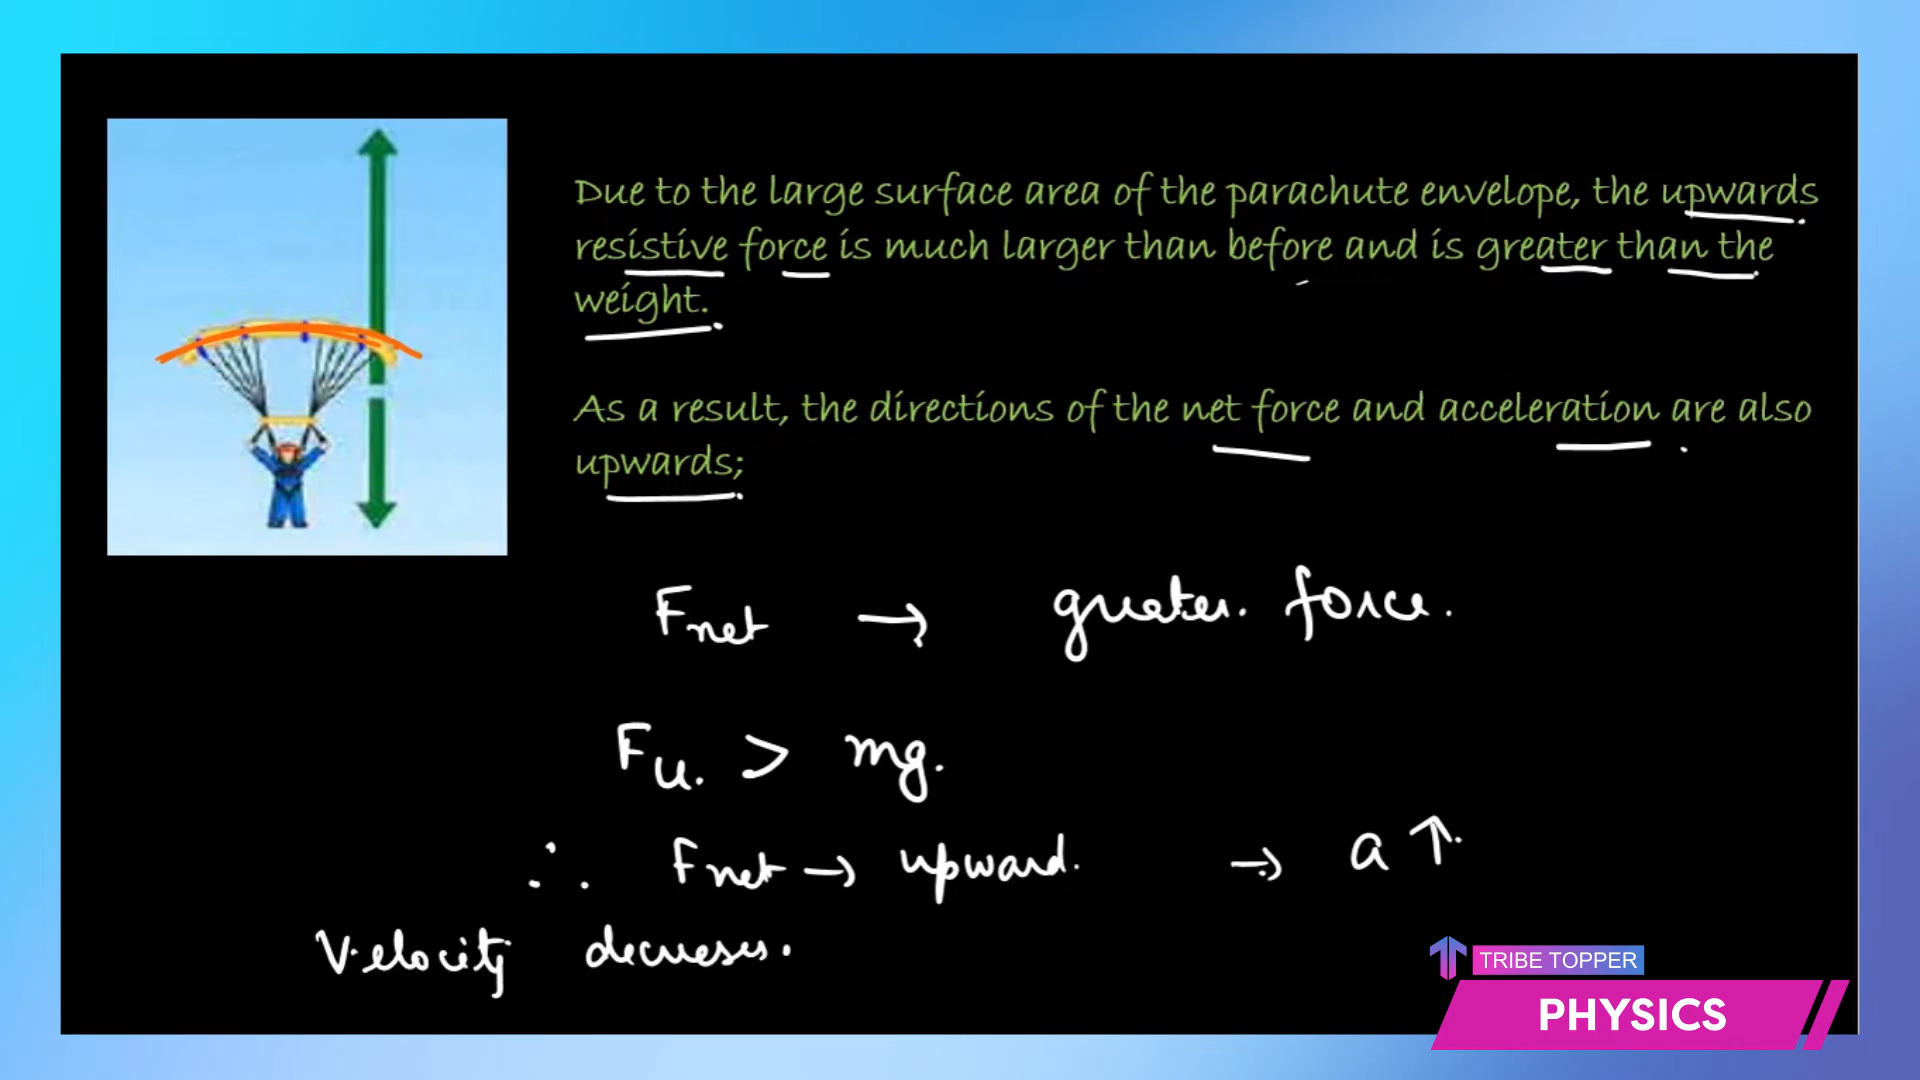 Due to the large surface area of the parachute envelope, the upwards
resistive force is much larger than before and is greater than the
weight.
As a result, the directions of the net force and acceleration are also
upwards;
Fnet → greater. force.
Fu. > mg.
∴ Fnet → upward. → a ↑.
Velocity decreses.
TRIBE TOPPER
PHYSICS